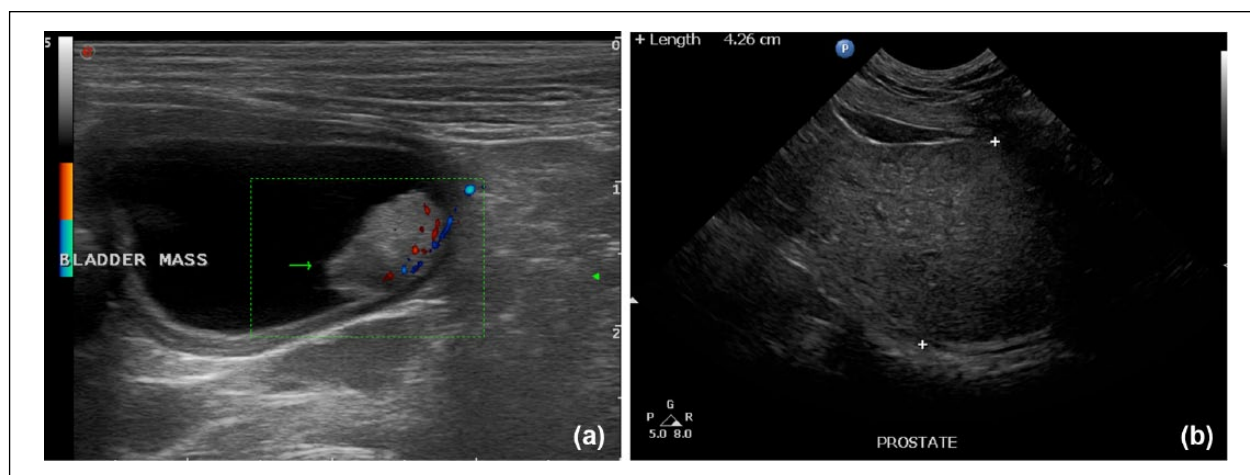 5
0
1
2
BLADDER MASS
(a)
+ Length 4.26 cm
P
G
P R
5.0 8.0
PROSTATE
(b)